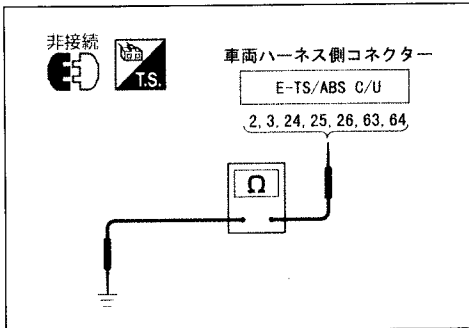 非接続
T.S.
車両ハーネス側コネクター
E-TS/ABS C/U
2, 3, 24, 25, 26, 63, 64
Ω